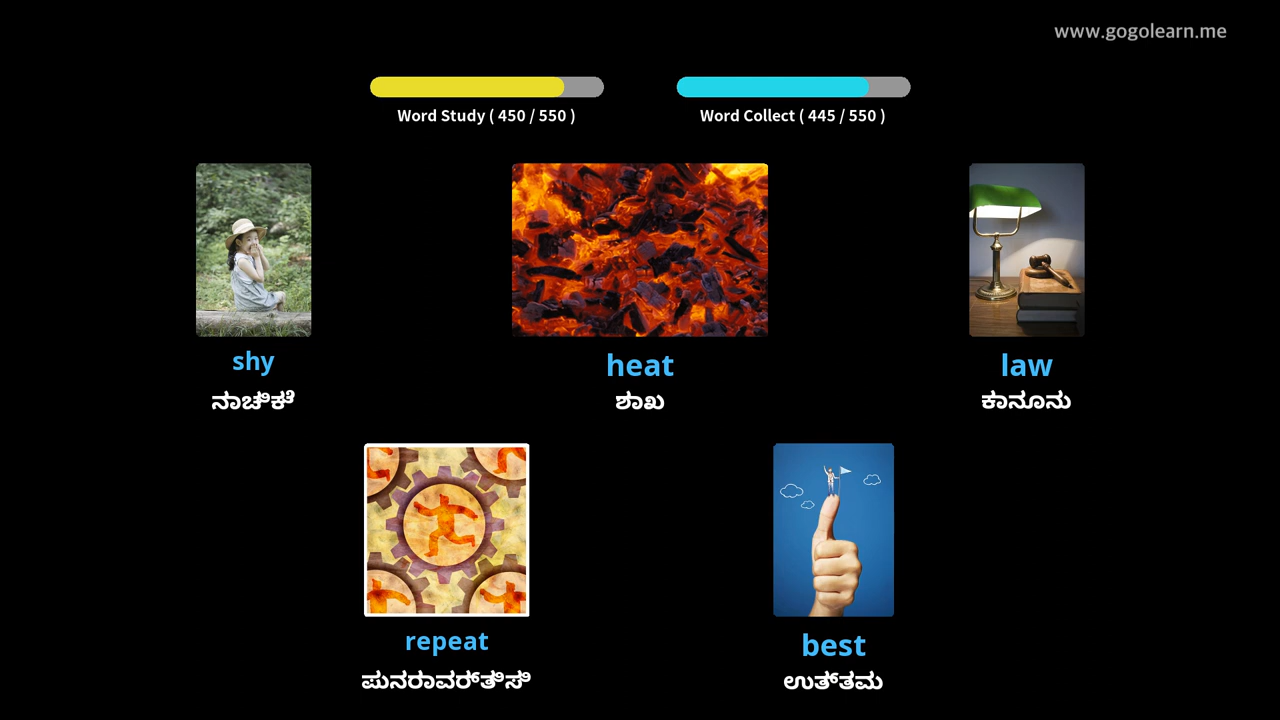 www.gogolearn.me
Word Study ( 450 / 550 )
Word Collect ( 445 / 550 )
shy
heat
law
ನಾಚಿಕೆ
ಶಾಖ
ಕಾನೂನು
repeat
best
ಪುನರಾವರ್ತಿಸಿ
ಉತ್ತಮ